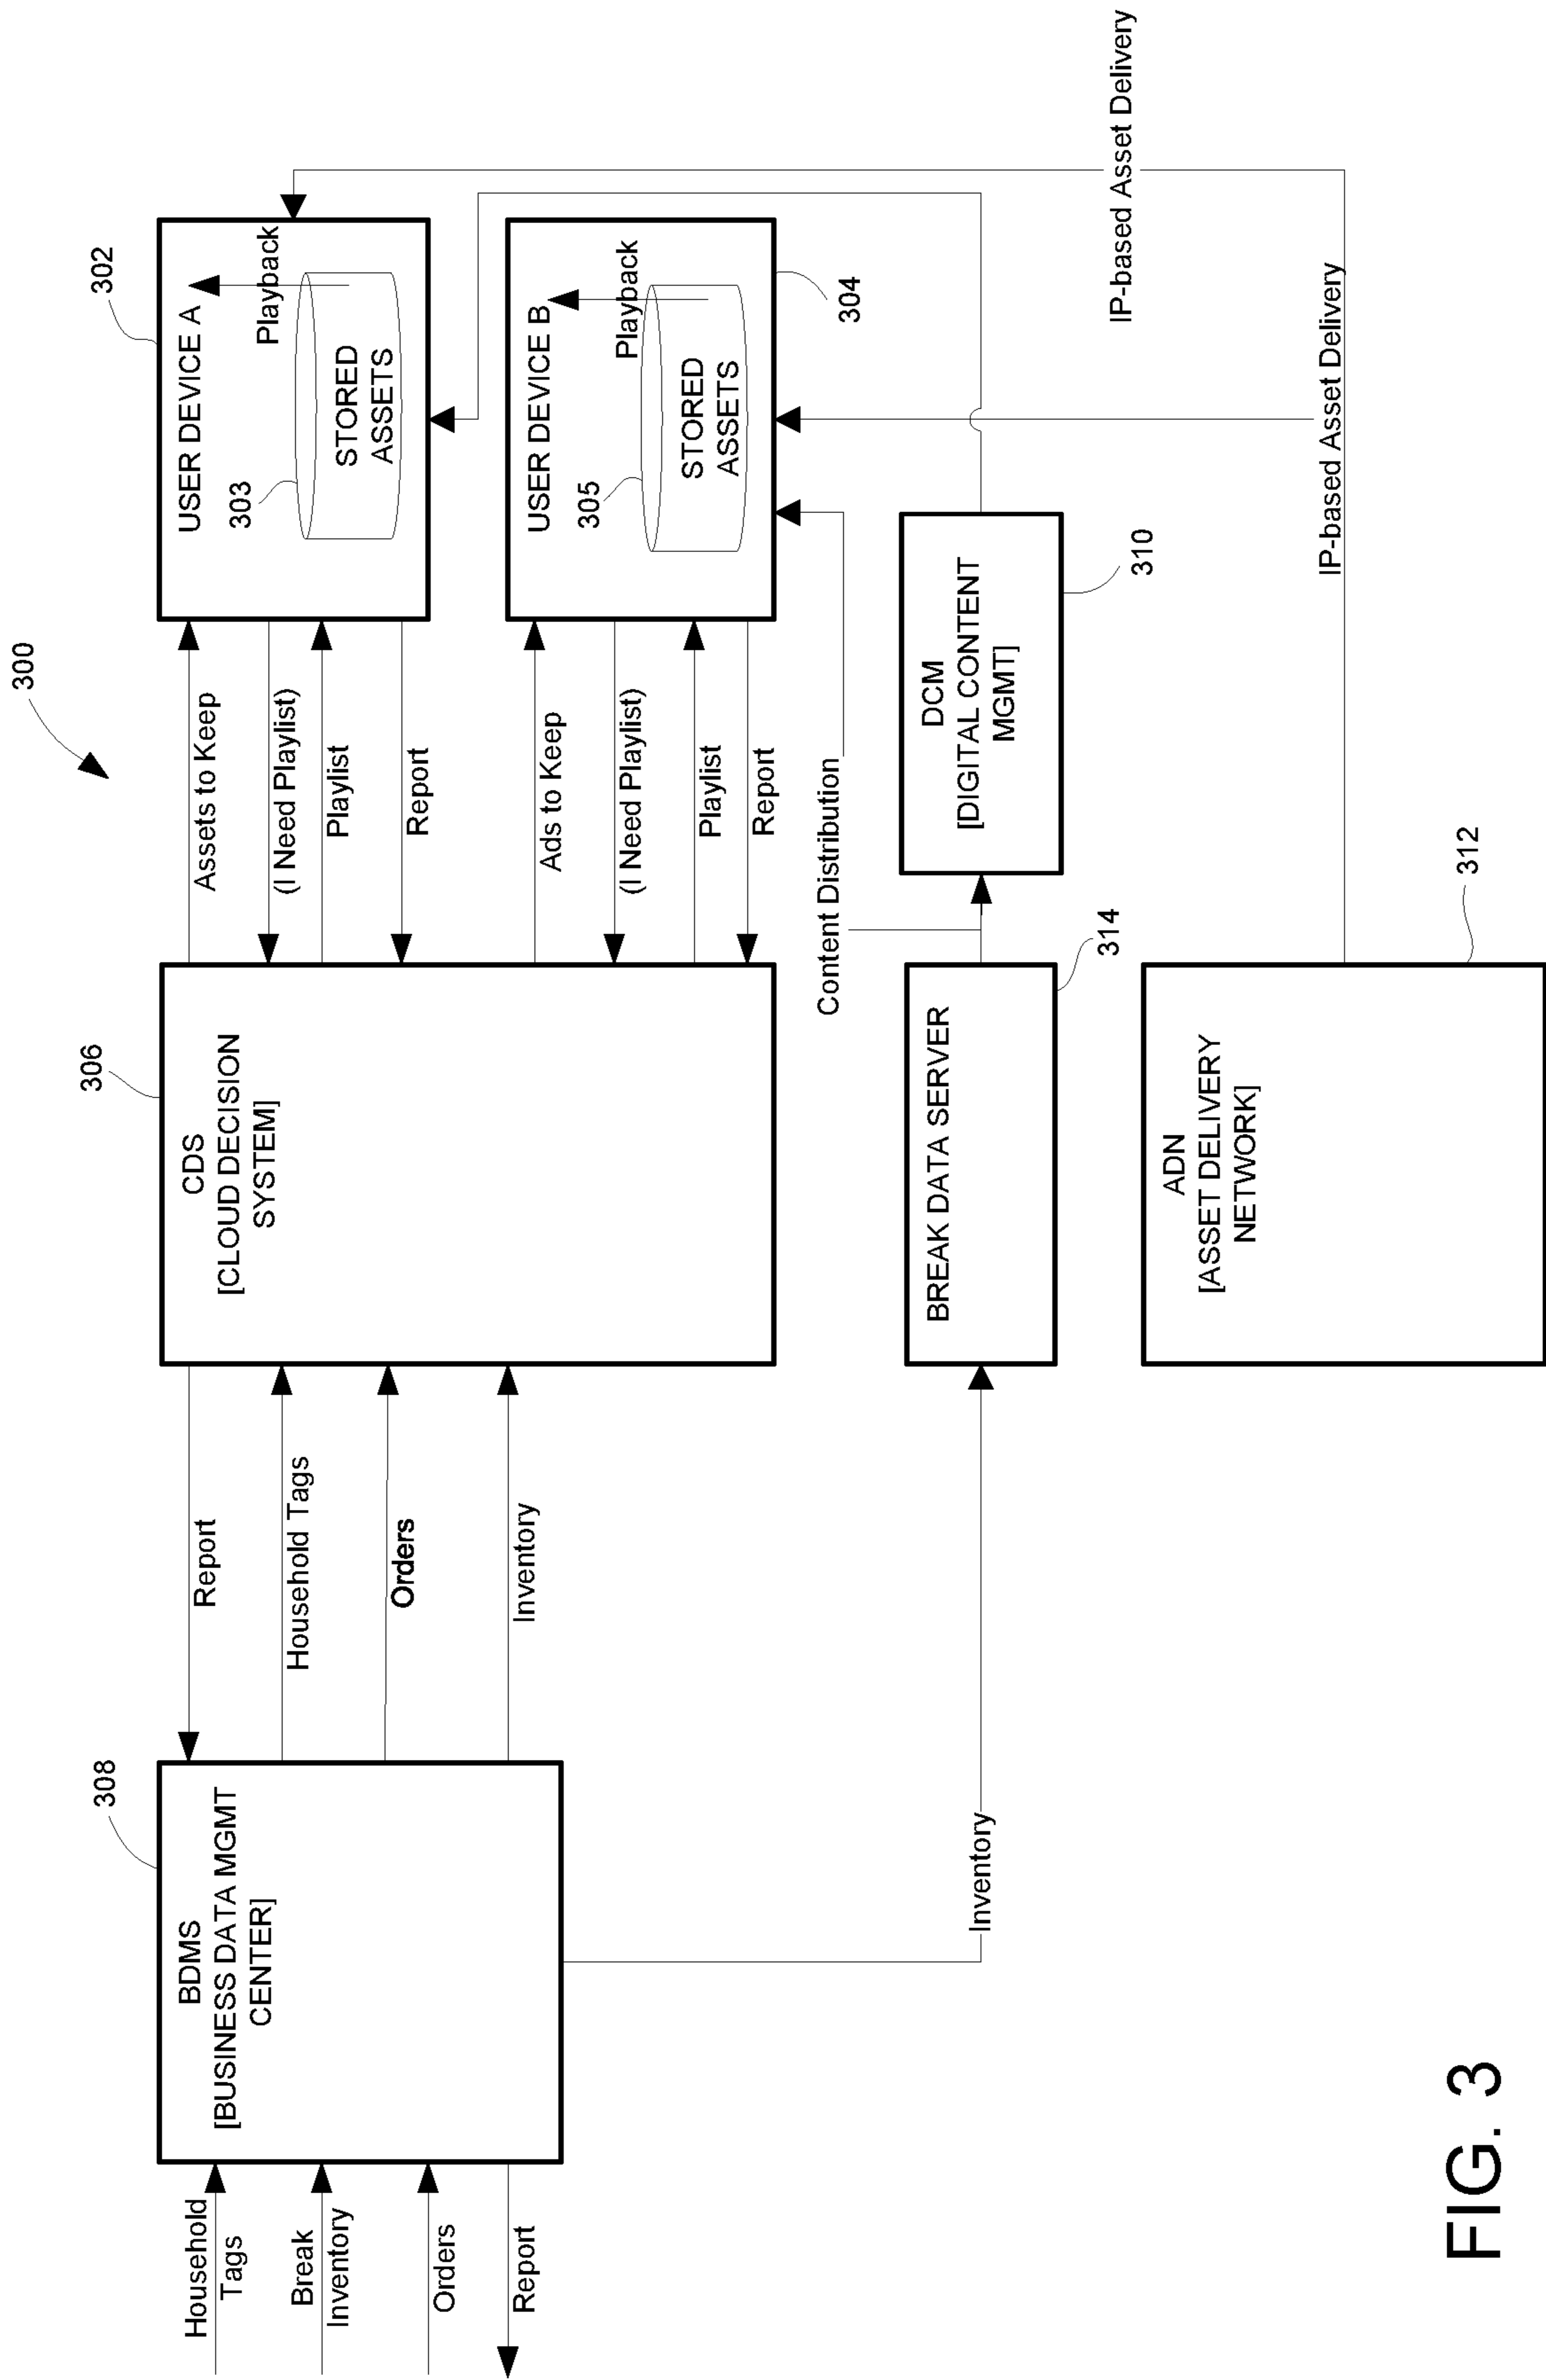 300
308
BDMS
[BUSINESS DATA MGMT
CENTER]
Household
Tags
Break
Inventory
Orders
Report
Report
Household Tags
Orders
Inventory
306
CDS
[CLOUD DECISION
SYSTEM]
Assets to Keep
(I Need Playlist)
Playlist
Report
Ads to Keep
(I Need Playlist)
Playlist
Report
302
USER DEVICE A
Playback
303
STORED
ASSETS
USER DEVICE B
Playback
305
STORED
ASSETS
304
Content Distribution
Inventory
BREAK DATA SERVER
314
DCM
[DIGITAL CONTENT
MGMT]
310
ADN
[ASSET DELIVERY
NETWORK]
312
IP-based Asset Delivery
IP-based Asset Delivery
FIG. 3